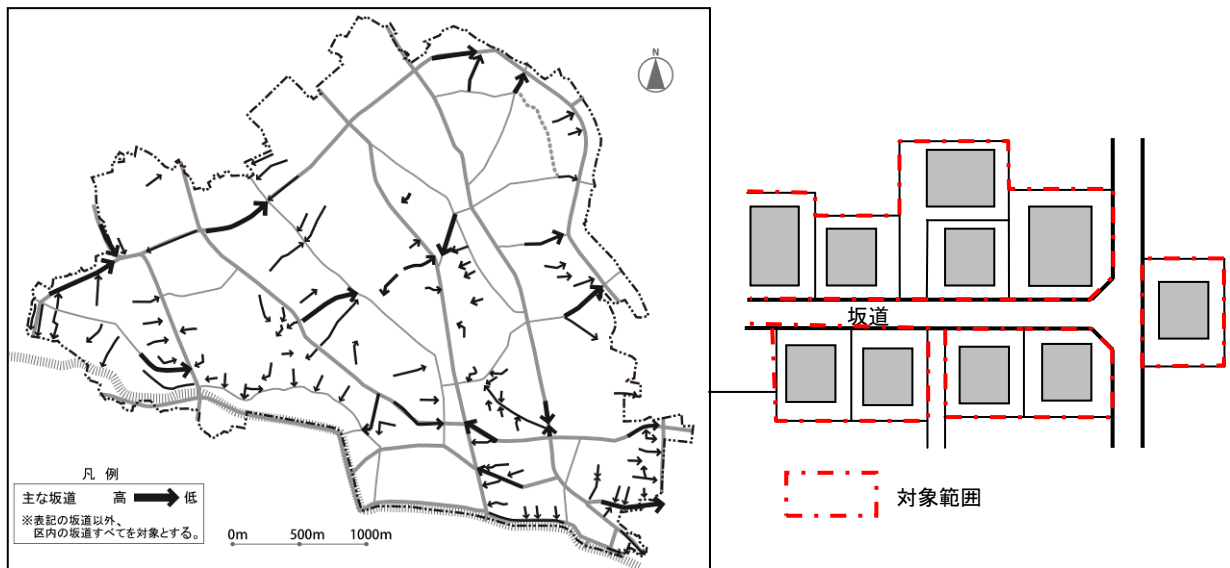 N
凡 例
主な坂道 高 低
※表記の坂道以外、
区内の坂道すべてを対象とする。
0m 500m 1000m
坂道
対象範囲